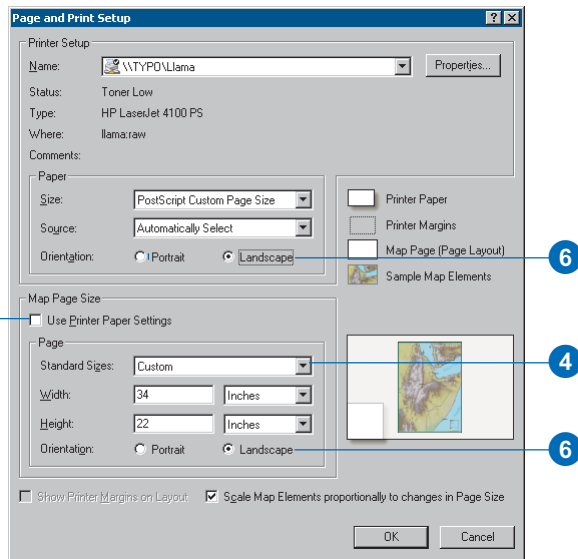 Page and Print Setup
Printer Setup
Name: \\TYPO\Llama Properties...
Status: Toner Low
Type: HP LaserJet 4100 PS
Where: llama:raw
Comments:
Paper
Size: PostScript Custom Page Size
Source: Automatically Select
Orientation: Portrait Landscape
Printer Paper
Printer Margins
Map Page (Page Layout)
Sample Map Elements
6
Map Page Size
Use Printer Paper Settings
Page
Standard Sizes: Custom
4
Width: 34 Inches
Height: 22 Inches
Orientation: Portrait Landscape
6
Show Printer Margins on Layout Scale Map Elements proportionally to changes in Page Size
OK Cancel